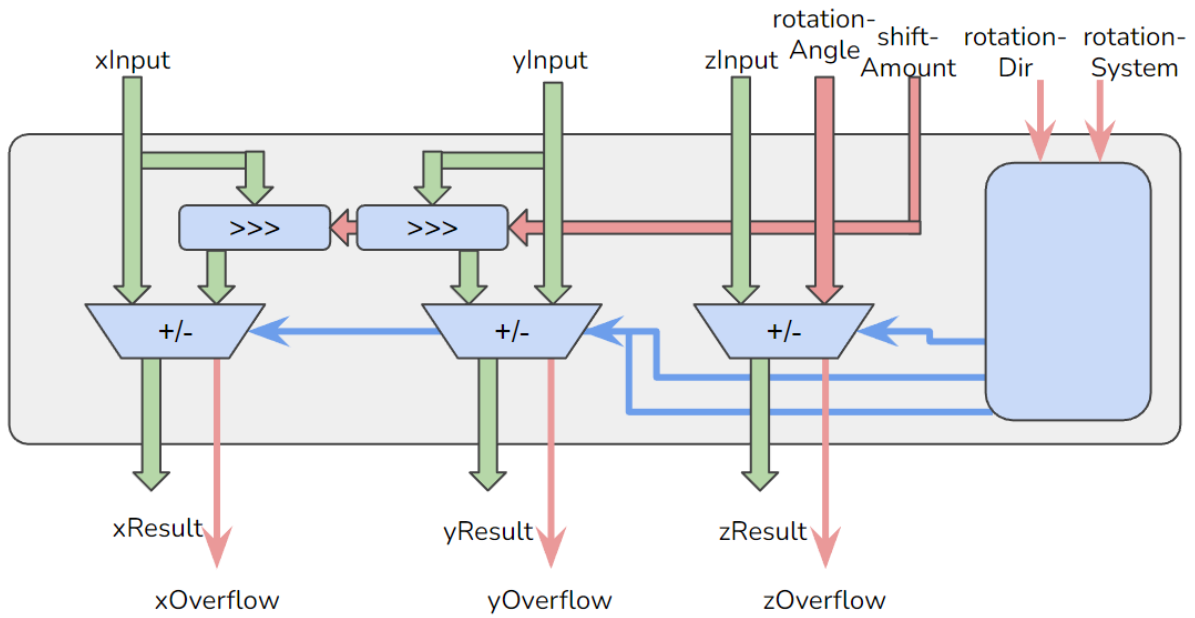 xInput
yInput
zInput
rotation-
Angle
shift-
Amount
rotation-
Dir
rotation-
System
>>>
>>>
+/-
+/-
+/-
xResult
yResult
zResult
xOverflow
yOverflow
zOverflow